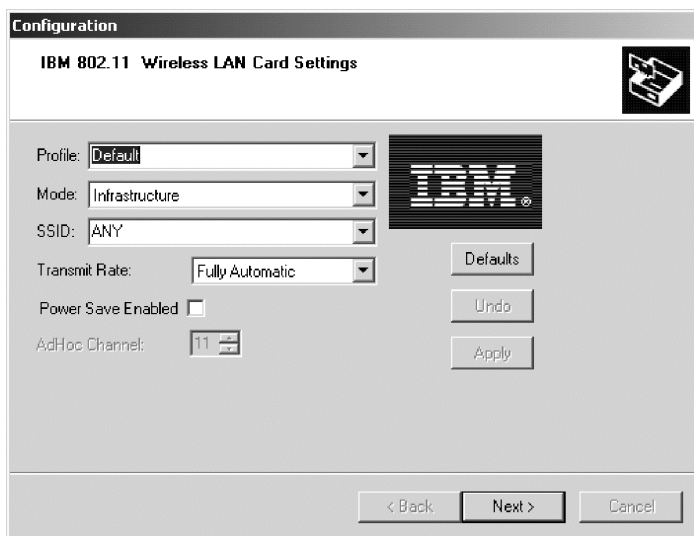 Configuration
IBM 802.11 Wireless LAN Card Settings
Profile: Default
Mode: Infrastructure
SSID: ANY
Transmit Rate: Fully Automatic
Power Save Enabled
AdHoc Channel: 11
IBM®
Defaults
Undo
Apply
< Back
Next >
Cancel